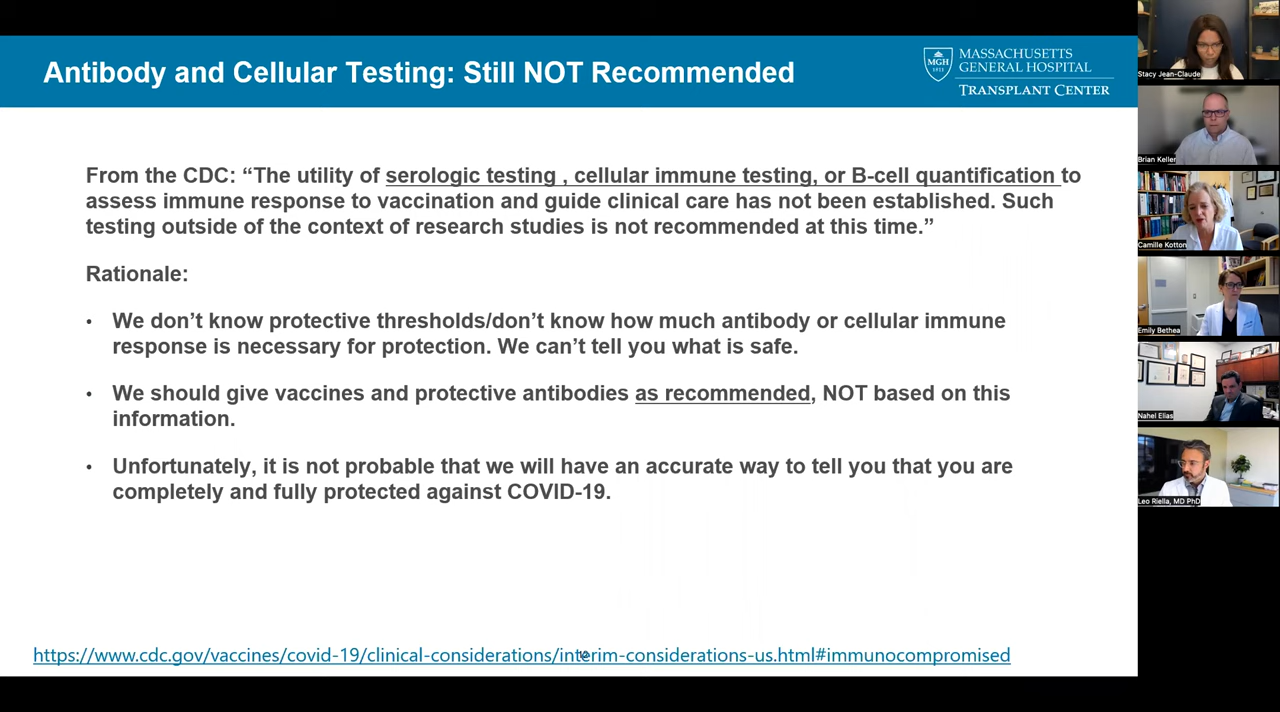 Antibody and Cellular Testing: Still NOT Recommended
MGH
1811
MASSACHUSETTS
GENERAL HOSPITAL
TRANSPLANT CENTER
From the CDC: “The utility of serologic testing , cellular immune testing, or B-cell quantification to
assess immune response to vaccination and guide clinical care has not been established. Such
testing outside of the context of research studies is not recommended at this time.”
Rationale:
• We don’t know protective thresholds/don’t know how much antibody or cellular immune
response is necessary for protection. We can’t tell you what is safe.
• We should give vaccines and protective antibodies as recommended, NOT based on this
information.
• Unfortunately, it is not probable that we will have an accurate way to tell you that you are
completely and fully protected against COVID-19.
https://www.cdc.gov/vaccines/covid-19/clinical-considerations/interim-considerations-us.html#immunocompromised
Stacy Jean-Claude
Brian Keller
Camille Kotton
Emily Bethea
Nahel Elias
Leo Riella, MD PhD